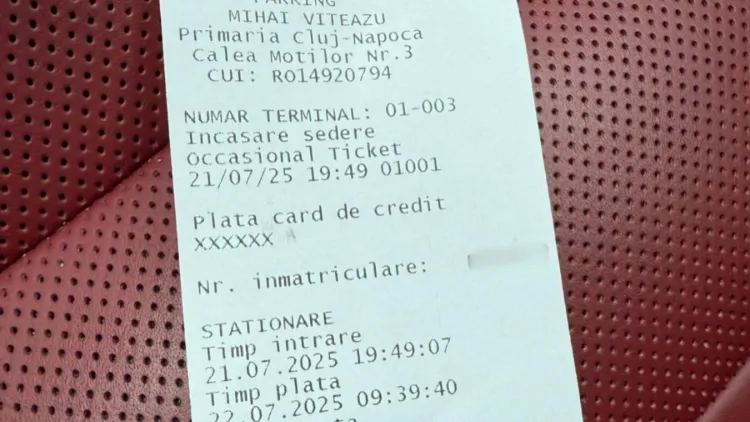 PARKING
MIHAI VITEAZU
Primaria Cluj-Napoca
Calea Motilor Nr.3
CUI: RO14920794
NUMAR TERMINAL: 01-003
Incasare sedere
Occasional Ticket
21/07/25 19:49 01001
Plata card de credit
XXXXXX
Nr. inmatriculare:
STATIONARE
Timp intrare
21.07.2025 19:49:07
Timp plata
22.07.2025 09:39:40